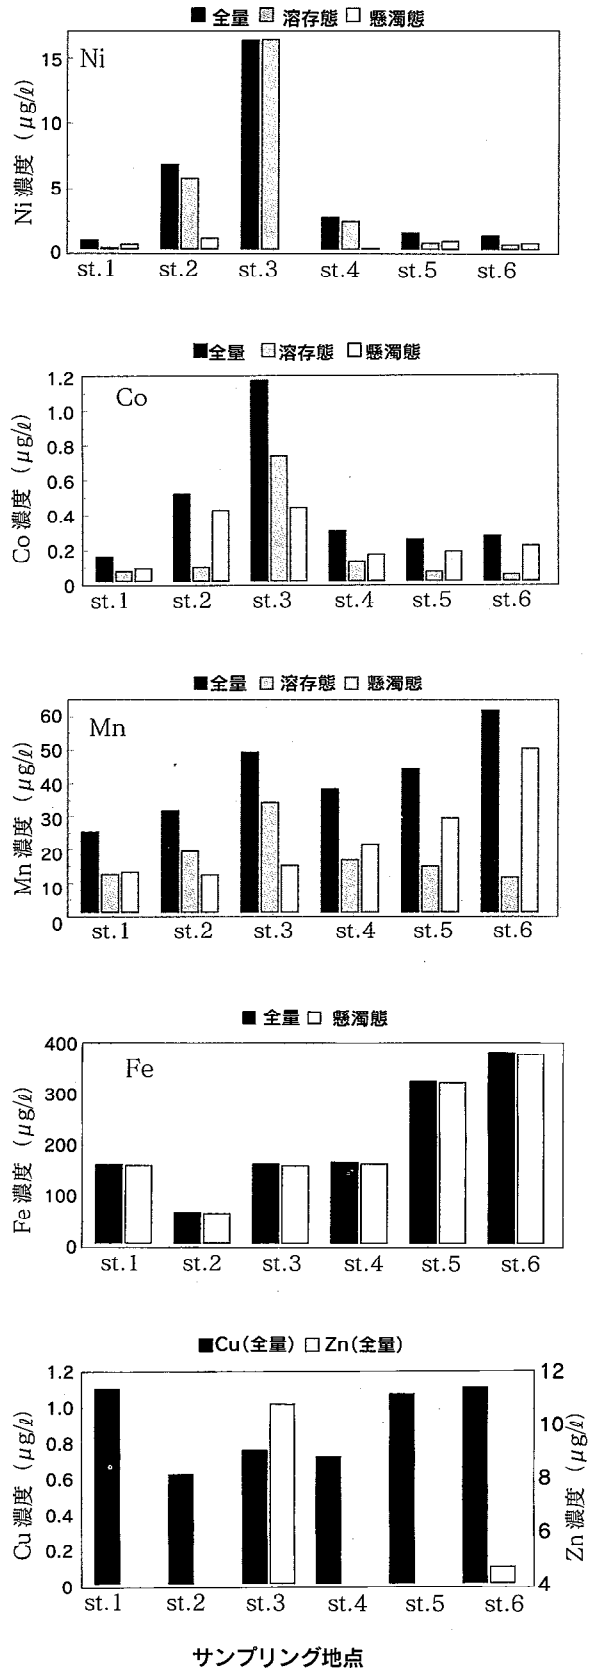 ■全量 □溶存態 □懸濁態
Ni
Ni 濃度 (μg/ℓ)
15
10
5
0
st.1 st.2 st.3 st.4 st.5 st.6
■全量 □溶存態 □懸濁態
Co
Co 濃度 (μg/ℓ)
1.2
1.0
0.8
0.6
0.4
0.2
0
st.1 st.2 st.3 st.4 st.5 st.6
■全量 □溶存態 □懸濁態
Mn
Mn 濃度 (μg/ℓ)
60
50
40
30
20
10
0
st.1 st.2 st.3 st.4 st.5 st.6
■ 全量 □ 懸濁態
Fe
Fe 濃度 (μg/ℓ)
400
300
200
100
0
st.1 st.2 st.3 st.4 st.5 st.6
■Cu(全量) □Zn(全量)
Cu 濃度 (μg/ℓ)
1.2
1.0
0.8
0.6
0.4
0.2
0
12
10
8
6
4
Zn 濃度 (μg/ℓ)
st.1 st.2 st.3 st.4 st.5 st.6
サンプリング地点